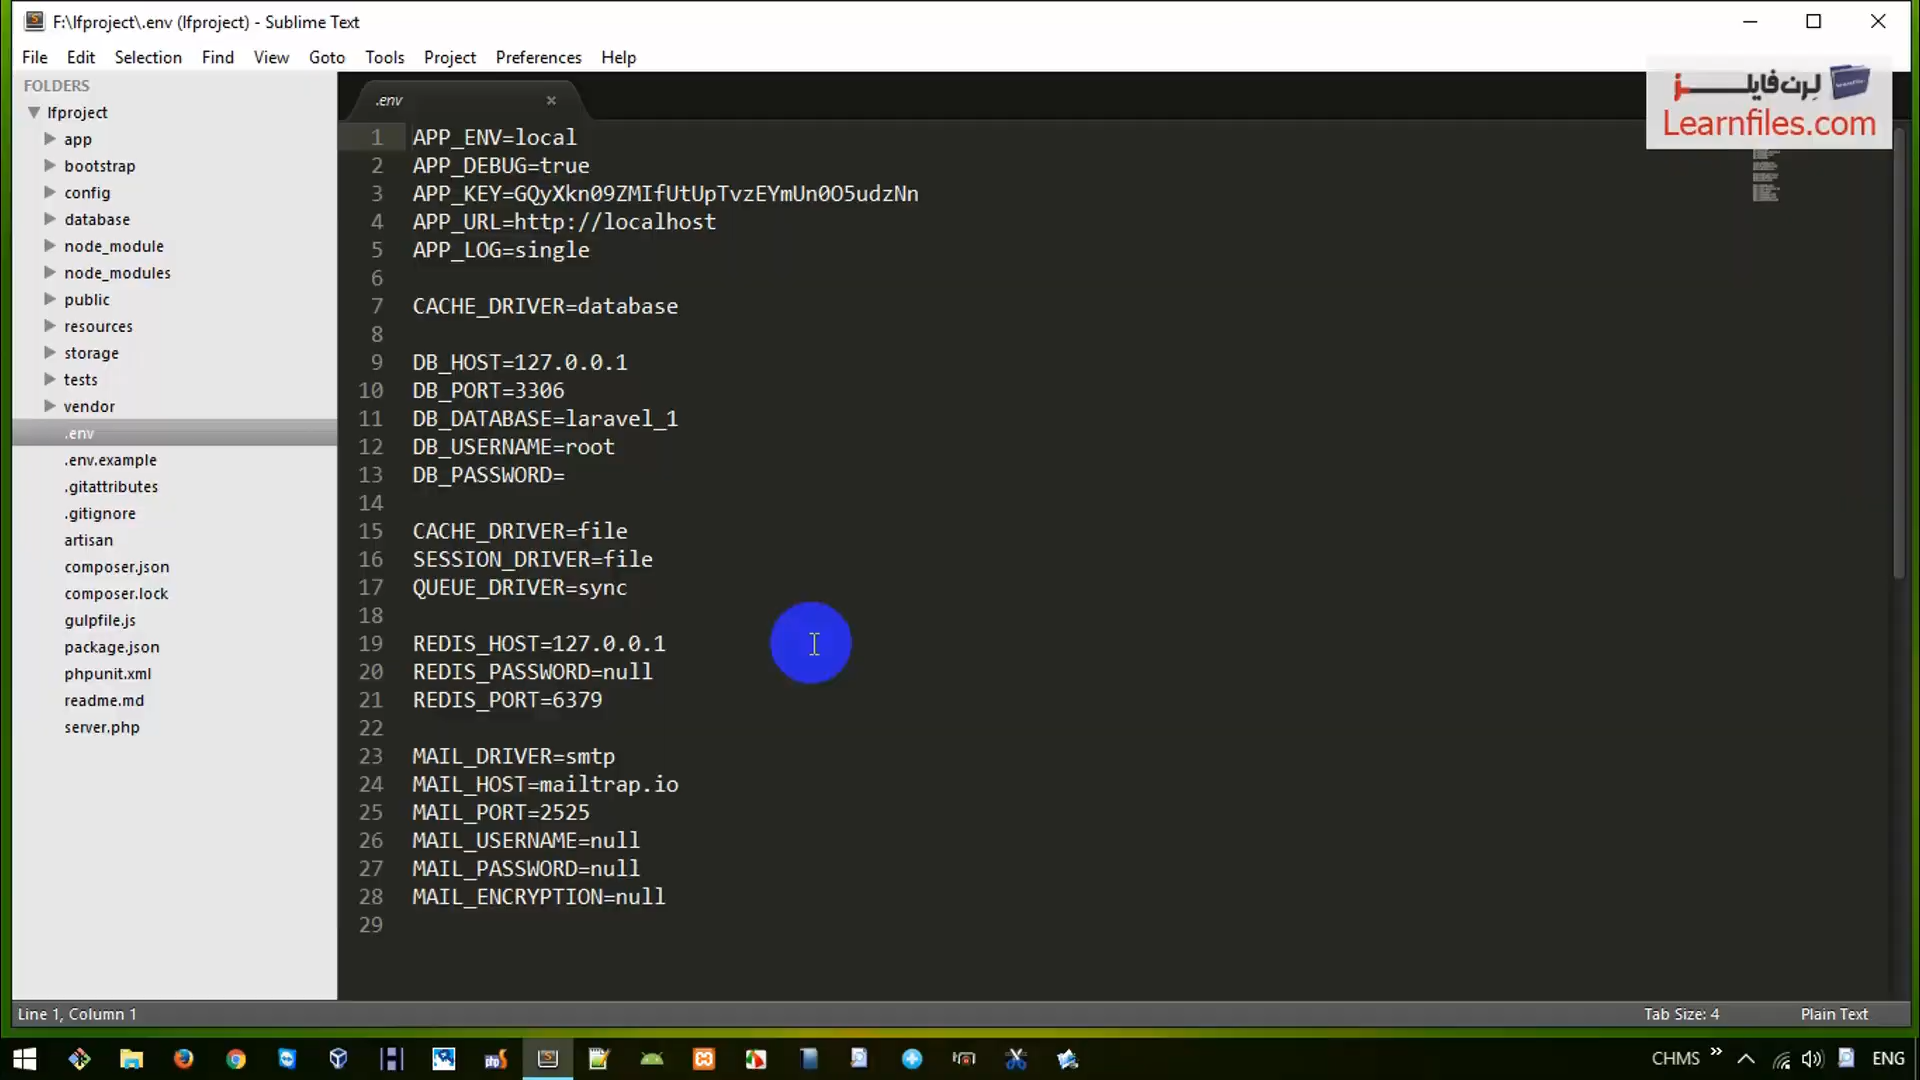 F:\lfproject\.env (lfproject) - Sublime Text
File Edit Selection Find View Goto Tools Project Preferences Help
لرن فایلز
Learnfiles.com
FOLDERS
lfproject
app
bootstrap
config
database
node_module
node_modules
public
resources
storage
tests
vendor
.env
.env.example
.gitattributes
.gitignore
artisan
composer.json
composer.lock
gulpfile.js
package.json
phpunit.xml
readme.md
server.php
.env
1 APP_ENV=local
2 APP_DEBUG=true
3 APP_KEY=GQyXkn09ZMIfUtUpTvzEYmUn0O5udzNn
4 APP_URL=http://localhost
5 APP_LOG=single
6
7 CACHE_DRIVER=database
8
9 DB_HOST=127.0.0.1
10 DB_PORT=3306
11 DB_DATABASE=laravel_1
12 DB_USERNAME=root
13 DB_PASSWORD=
14
15 CACHE_DRIVER=file
16 SESSION_DRIVER=file
17 QUEUE_DRIVER=sync
18
19 REDIS_HOST=127.0.0.1
20 REDIS_PASSWORD=null
21 REDIS_PORT=6379
22
23 MAIL_DRIVER=smtp
24 MAIL_HOST=mailtrap.io
25 MAIL_PORT=2525
26 MAIL_USERNAME=null
27 MAIL_PASSWORD=null
28 MAIL_ENCRYPTION=null
29
Line 1, Column 1
Tab Size: 4
Plain Text
CHMS
ENG